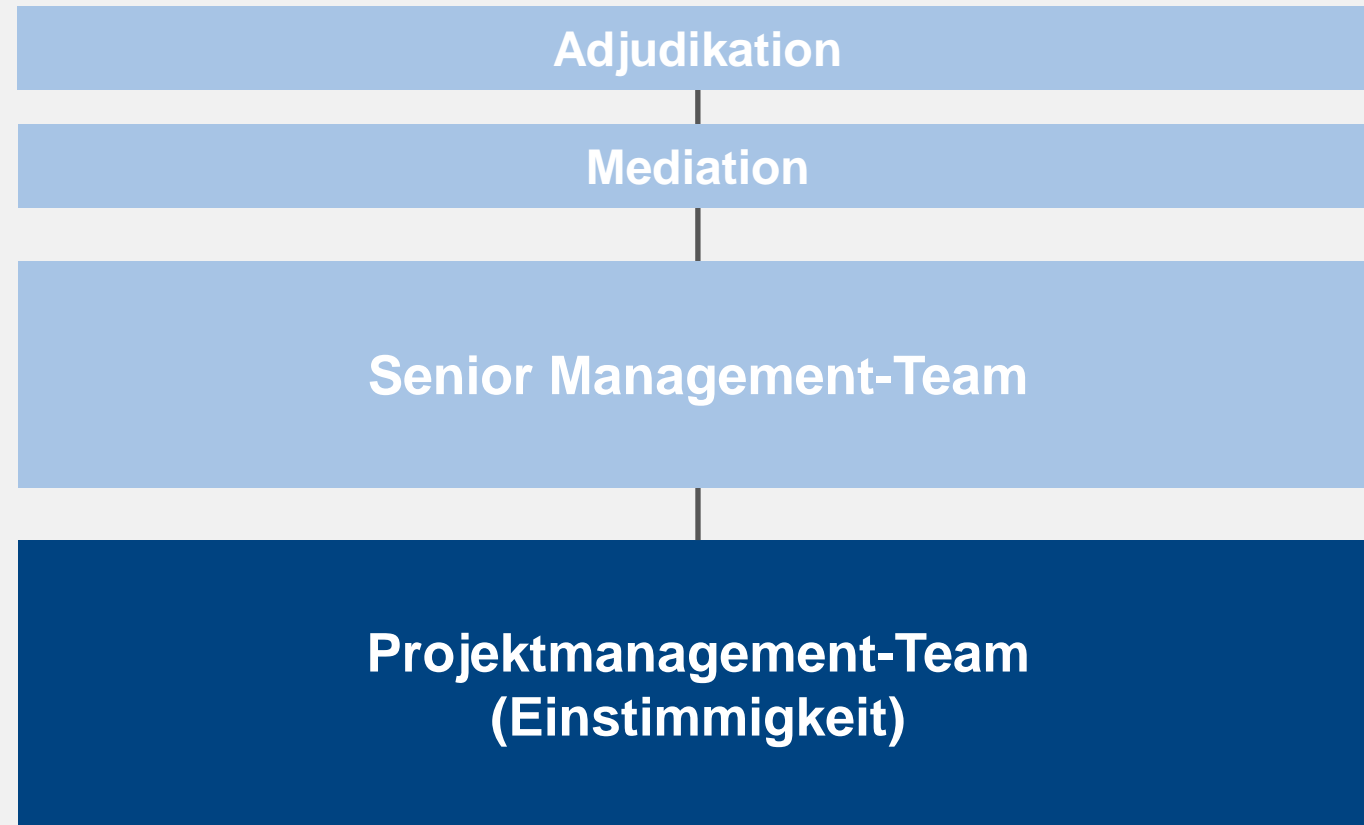 Adjudikation
Mediation
Senior Management-Team
Projektmanagement-Team
(Einstimmigkeit)